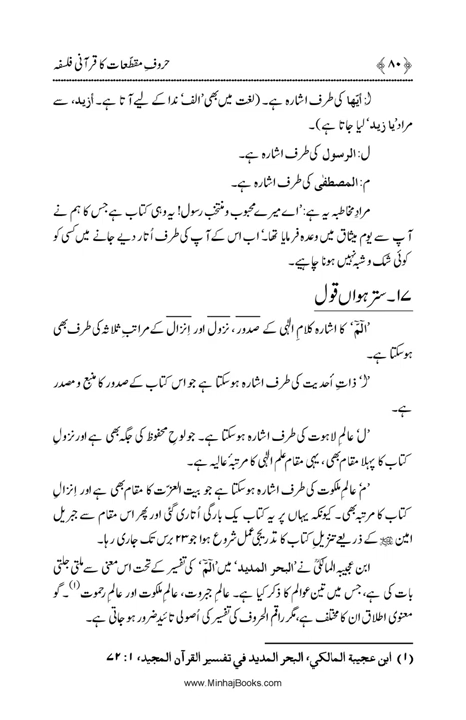 ﴿۸۰﴾ حروفِ مقطّعات کا قرآنی فلسفہ
ا: أیّها کی طرف اشارہ ہے۔ (لغت میں بھی ’الف‘ ندا کے لیے آتا ہے۔ أزید، سے
مراد ’یا زید‘ لیا جاتا ہے)۔
ل: الرسول کی طرف اشارہ ہے۔
م: المصطفٰی کی طرف اشارہ ہے۔
مرادِ مخاطبہ یہ ہے: ’اے میرے محبوب و منتخب رسول! یہ وہی کتاب ہے جس کا ہم نے
آپ سے یومِ میثاق میں وعدہ فرمایا تھا۔‘ اب اس کے آپ کی طرف اُتار دیے جانے میں کسی کو
کوئی شک و شبہ نہیں ہونا چاہیے۔
۱۷۔ سترھواں قول
’الٓمّٓ‘ کا اشارہ کلامِ الٰہی کے صدور، نزول اور اِنزال کے مراتبِ ثلاثہ کی طرف بھی
ہوسکتا ہے۔
’ا‘ ذاتِ اَحدیت کی طرف اشارہ ہوسکتا ہے جو اس کتاب کے صدور کا منبع و مصدر
ہے۔
’ل‘ عالمِ لاہوت کی طرف اشارہ ہوسکتا ہے۔ جو لوحِ محفوظ کی جگہ بھی ہے اور نزولِ
کتاب کا پہلا مقام بھی، یہی مقام علمِ الٰہی کا مرتبۂ عالیہ ہے۔
’م‘ عالمِ ملکوت کی طرف اشارہ ہوسکتا ہے جو بیت العزّت کا مقام بھی ہے اور اِنزالِ
کتاب کا مرتبہ بھی۔ کیونکہ یہاں پر یہ کتاب یک بارگی اُتاری گئی اور پھر اس مقام سے جبریل
امین کے ذریعے تنزیلِ کتاب کا تدریجی عمل شروع ہوا جو ۲۳ برس تک جاری رہا۔
ابن عجیبہ المالکیؒ نے ’البحر المدید‘ میں ’الٓمّٓ‘ کی تفسیر کے تحت اس معنی سے ملتی جلتی
بات کی ہے، جس میں تین عوالم کا ذکر کیا ہے۔ عالمِ جبروت، عالمِ ملکوت اور عالمِ رحموت(۱)۔ گو
معنوی اطلاق ان کا مختلف ہے، مگر راقم الحروف کی تفسیر کی اُصولی تائید ضرور ہو جاتی ہے۔
(۱) ابن عجیبة المالکي، البحر المدید في تفسیر القرآن المجید، ۱: ۷۲
www.MinhajBooks.com